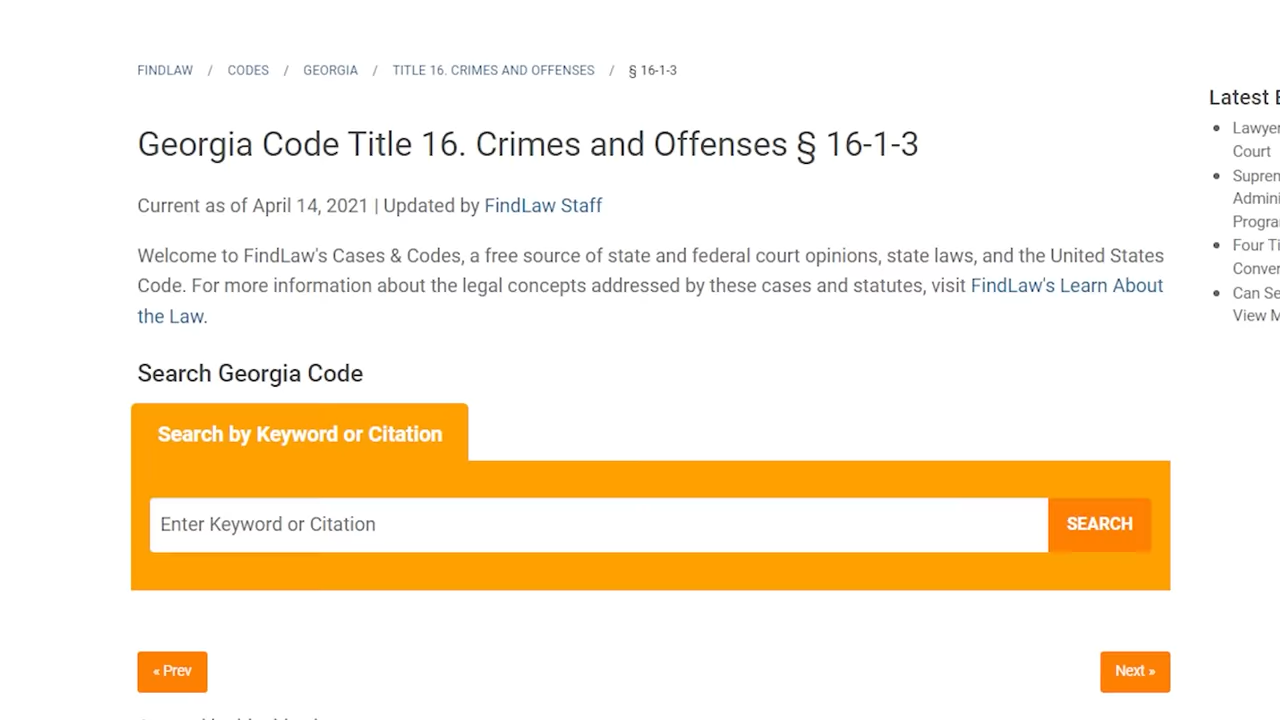 FINDLAW / CODES / GEORGIA / TITLE 16. CRIMES AND OFFENSES / § 16-1-3
Georgia Code Title 16. Crimes and Offenses § 16-1-3
Current as of April 14, 2021 | Updated by FindLaw Staff
Welcome to FindLaw's Cases & Codes, a free source of state and federal court opinions, state laws, and the United States
Code. For more information about the legal concepts addressed by these cases and statutes, visit FindLaw's Learn About
the Law.
Search Georgia Code
Search by Keyword or Citation
Enter Keyword or Citation
SEARCH
« Prev
Next »
Latest
Court
Four
View